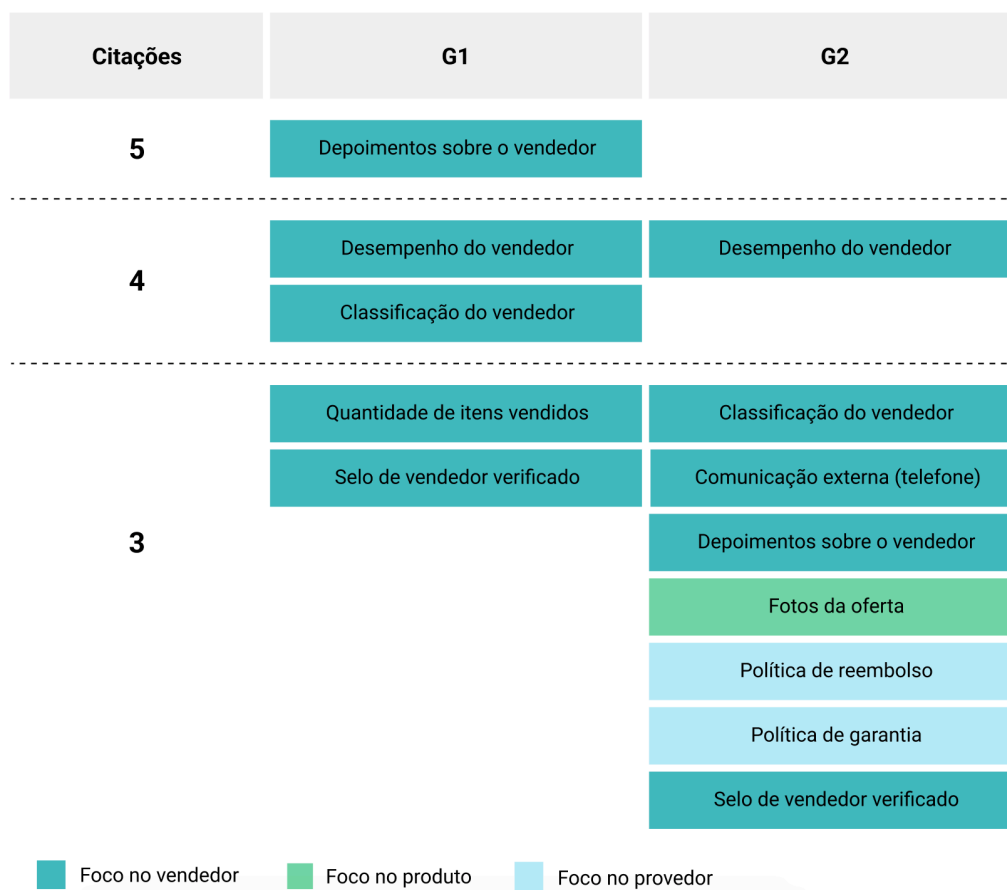 Citações G1 G2
5 Depoimentos sobre o vendedor
Desempenho do vendedor Desempenho do vendedor
4
Classificação do vendedor
Quantidade de itens vendidos Classificação do vendedor
Selo de vendedor verificado Comunicação externa (telefone)
3 Depoimentos sobre o vendedor
Fotos da oferta
Política de reembolso
Política de garantia
Selo de vendedor verificado
Foco no vendedor Foco no produto Foco no provedor